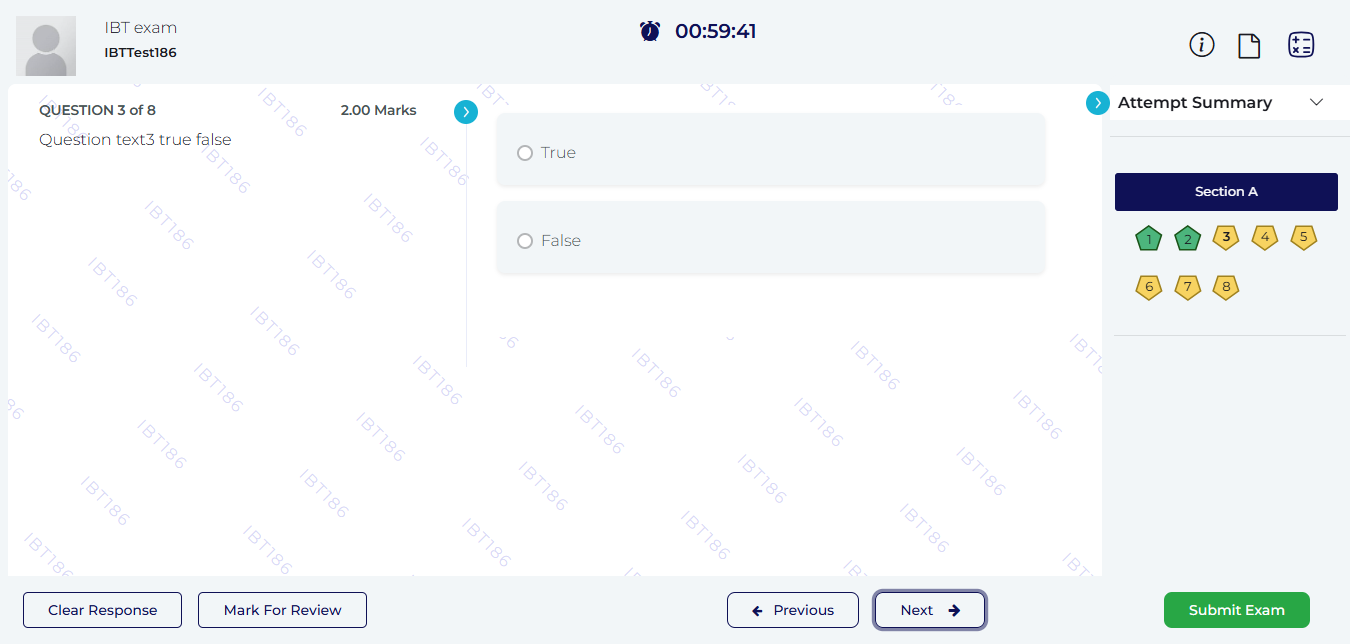 IBT exam
IBTTest186
00:59:41
QUESTION 3 of 8
2.00 Marks
Question text3 true false
True
False
Attempt Summary
Section A
1 2 3 4 5
6 7 8
IBT186
Clear Response
Mark For Review
Previous
Next
Submit Exam